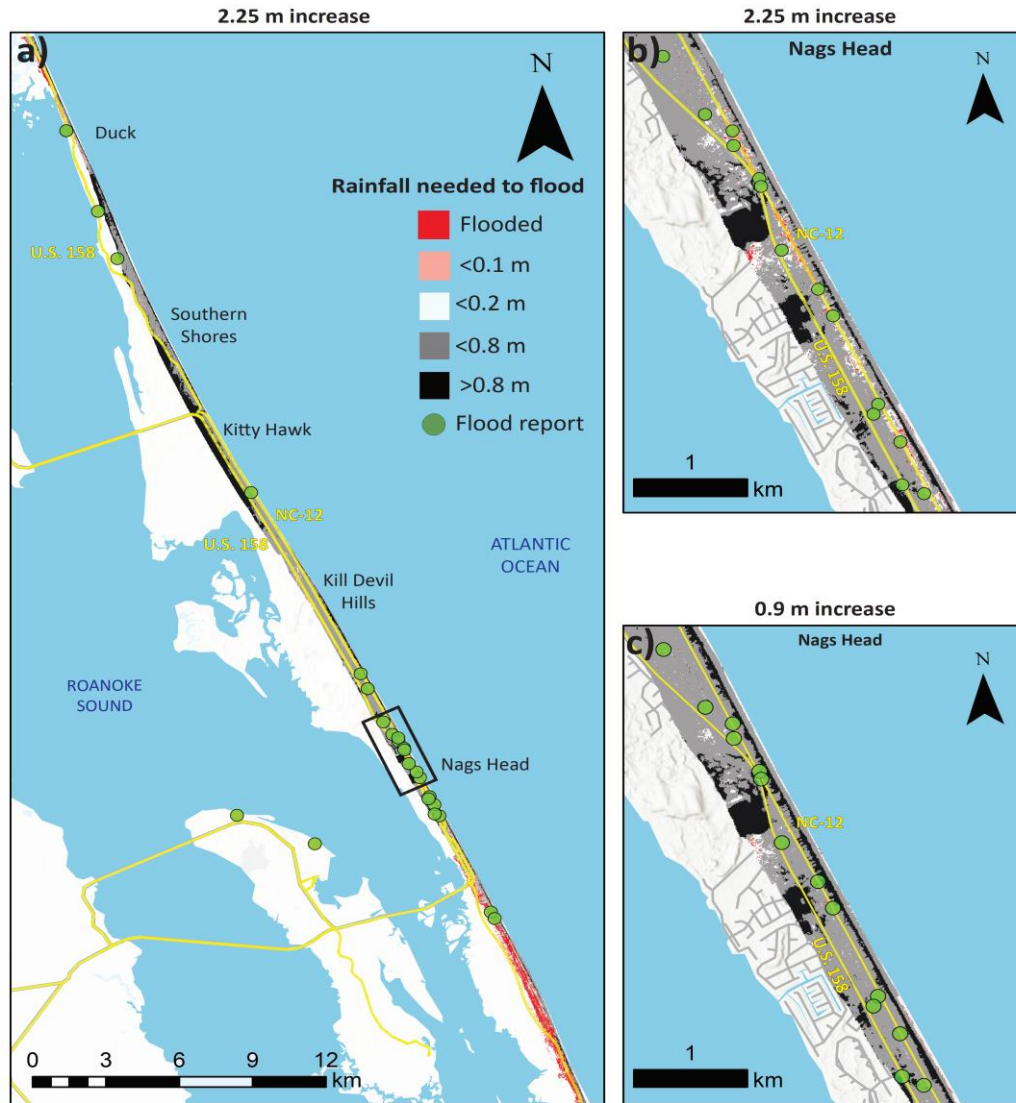 2.25 m increase
a)
N
Duck
Rainfall needed to flood
Flooded
<0.1 m
<0.2 m
<0.8 m
>0.8 m
Flood report
U.S. 158
Southern
Shores
Kitty Hawk
NC-12
U.S. 158
ATLANTIC
OCEAN
Kill Devil
Hills
ROANOKE
SOUND
Nags Head
0 3 6 9 12
km
2.25 m increase
b)
Nags Head
N
NC-12
U.S. 158
1
km
0.9 m increase
c)
Nags Head
N
NC-12
U.S. 158
1
km